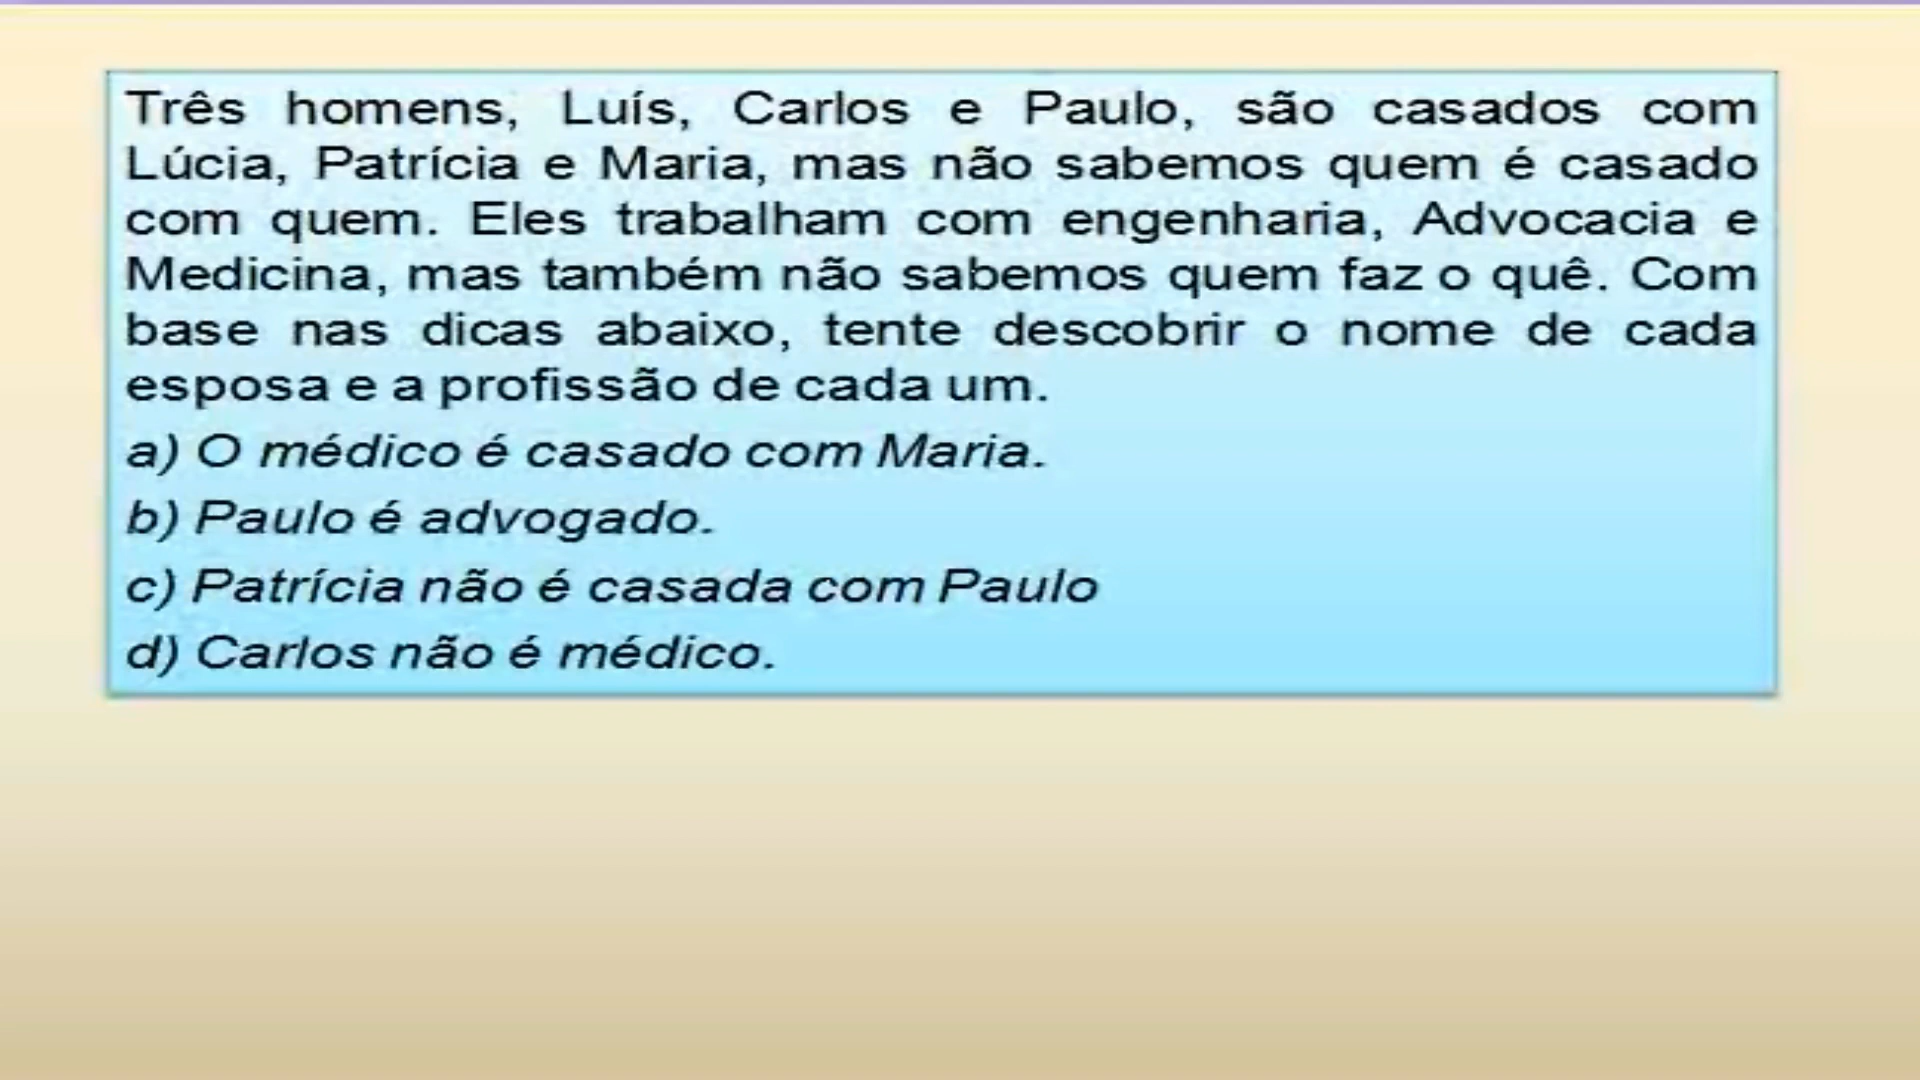 Três homens, Luís, Carlos e Paulo, são casados com
Lúcia, Patrícia e Maria, mas não sabemos quem é casado
com quem. Eles trabalham com engenharia, Advocacia e
Medicina, mas também não sabemos quem faz o quê. Com
base nas dicas abaixo, tente descobrir o nome de cada
esposa e a profissão de cada um.
a) O médico é casado com Maria.
b) Paulo é advogado.
c) Patrícia não é casada com Paulo
d) Carlos não é médico.